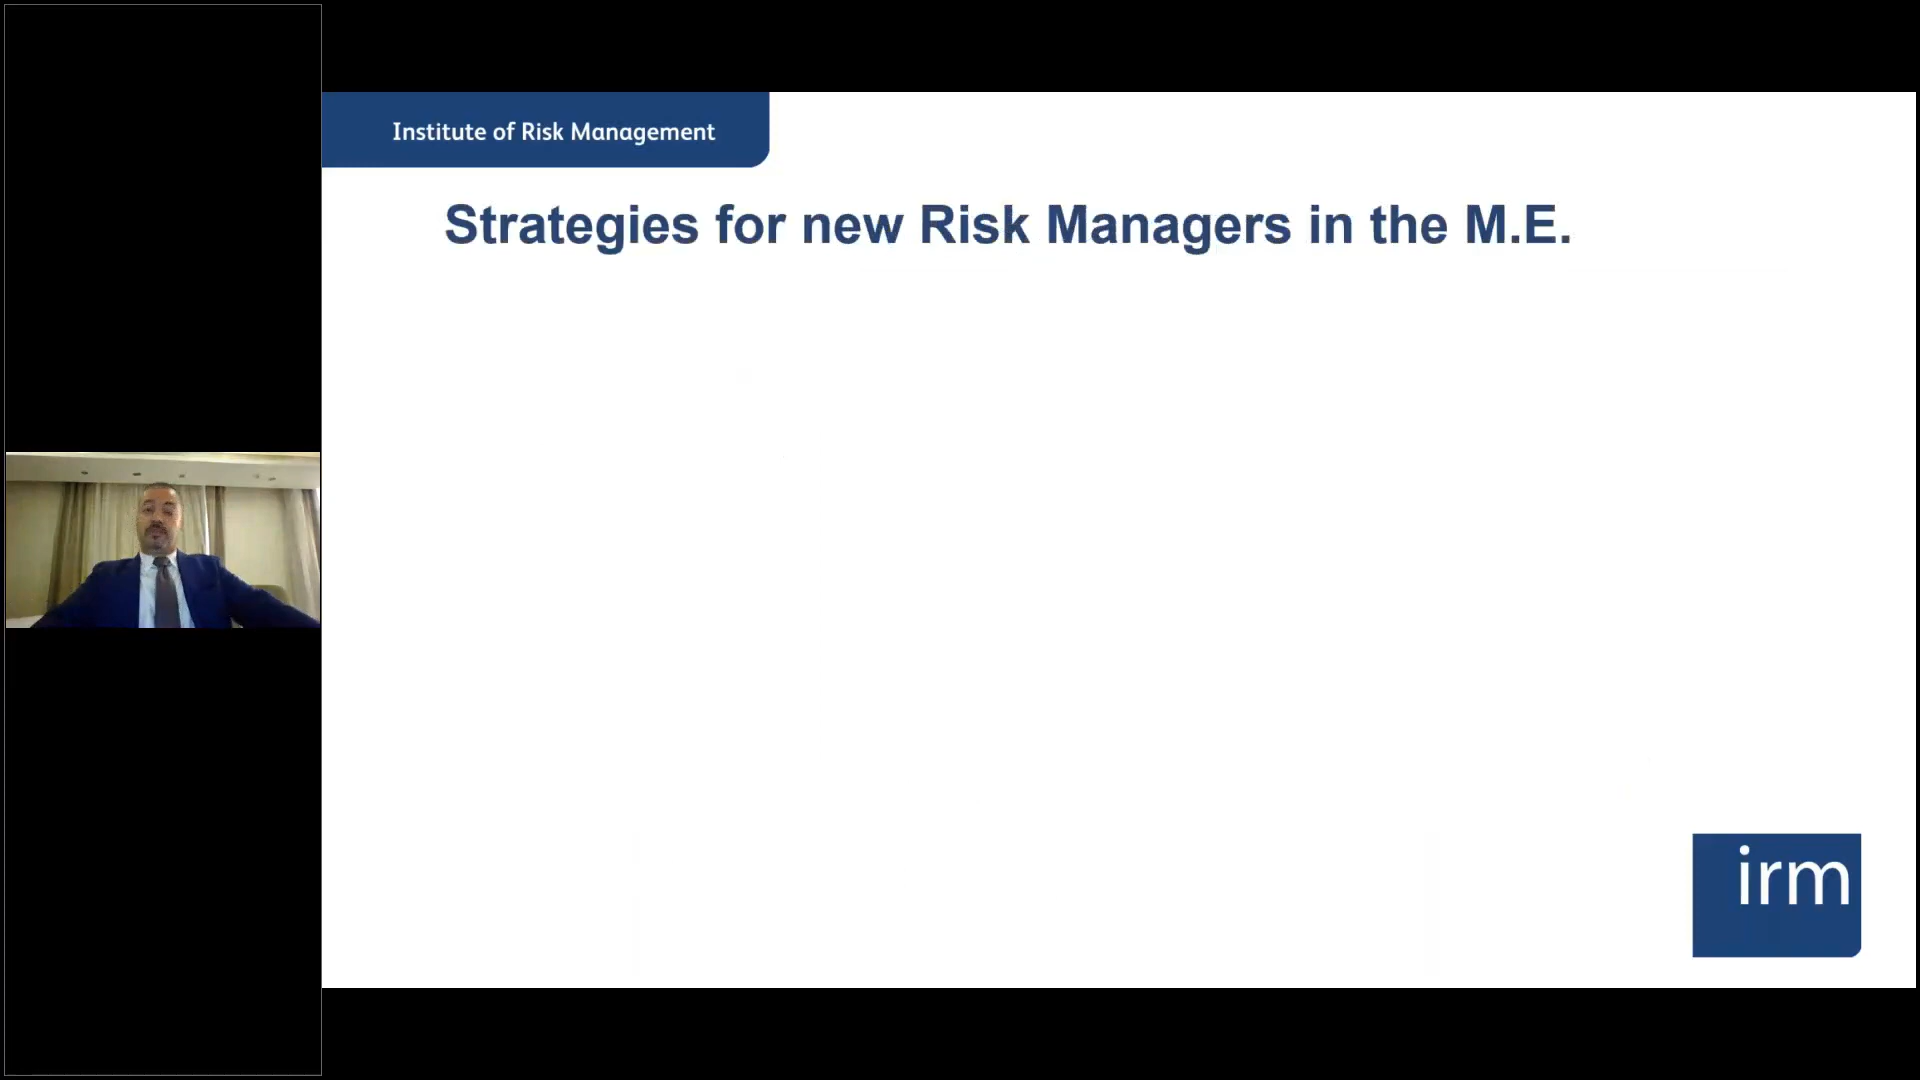 Institute of Risk Management
Strategies for new Risk Managers in the M.E.
irm